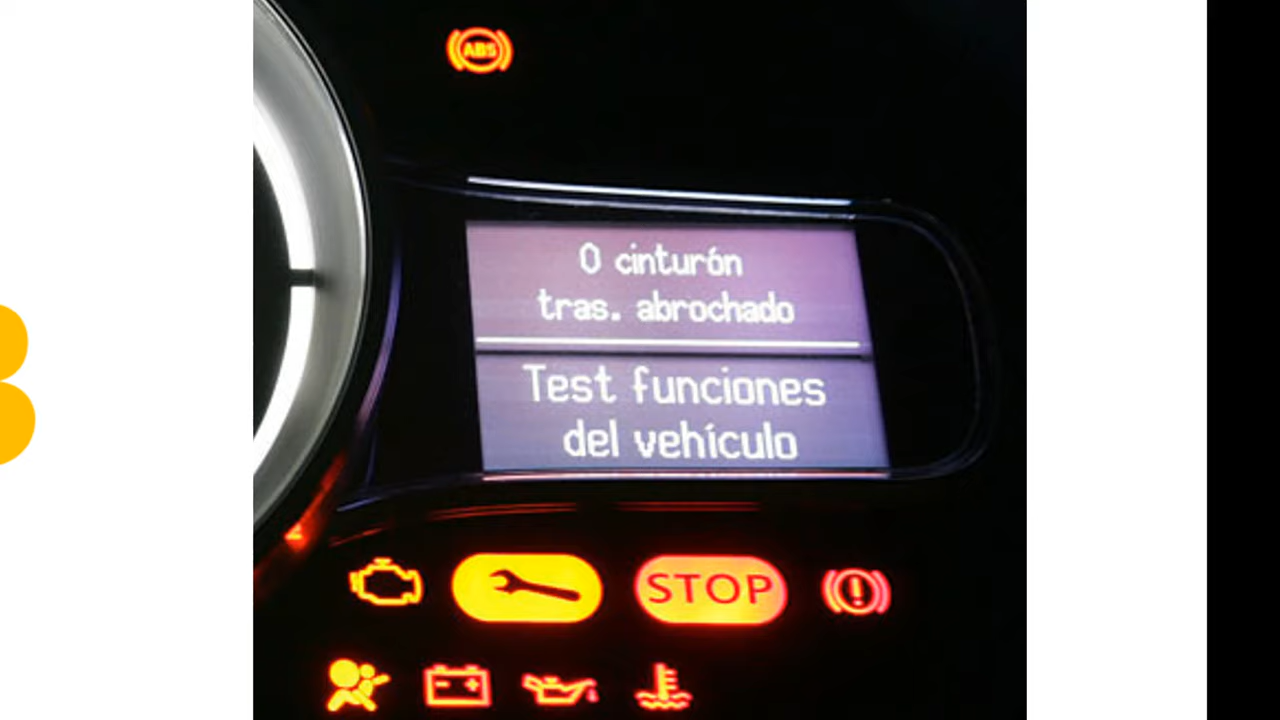 ABS
0 cinturón
tras. abrochado
Test funciones
del vehículo
STOP